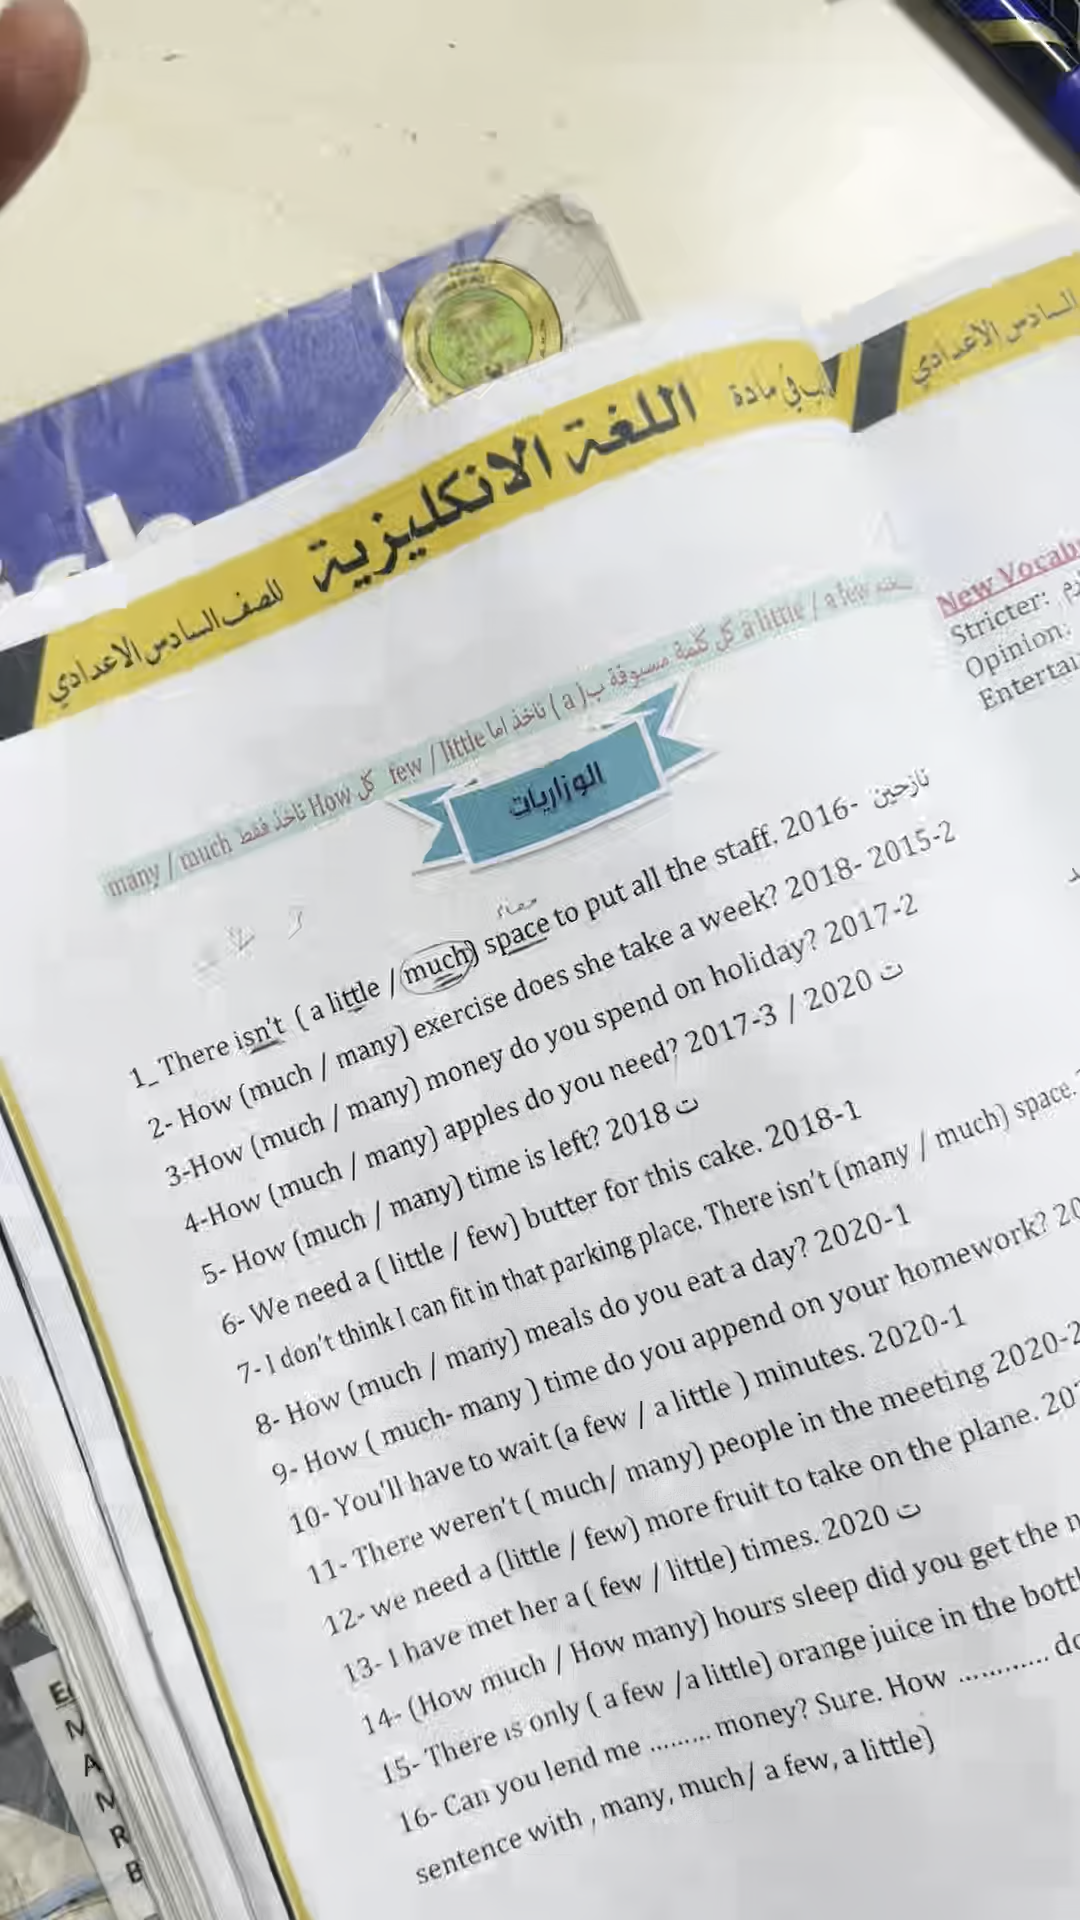 اللغة الانكليزية
للصف السادس الاعدادي
في مادة
السادس الاعدادي
كل كلمة مسبوقة ب( a ) تاخذ اما a little / a few
كل How تاخذ فقط many / much
few / little
الوزاريات
1_ There isn't ( a little / much) space to put all the staff. 2016- نازحين
2- How (much / many) exercise does she take a week? 2018- 2015-2
3-How (much / many) money do you spend on holiday? 2017-2
4-How (much / many) apples do you need? 2017-3 / 2020 ت
5- How (much / many) time is left? 2018 ت
6- We need a ( little / few) butter for this cake. 2018-1
7- I don't think I can fit in that parking place. There isn't (many / much) space.
8- How (much / many) meals do you eat a day? 2020-1
9- How ( much- many ) time do you append on your homework?
10- You'll have to wait (a few / a little ) minutes. 2020-1
11- There weren't ( much/ many) people in the meeting 2020-2
12- we need a (little / few) more fruit to take on the plane.
13- I have met her a ( few / little) times. 2020 ت
14- (How much / How many) hours sleep did you get the
15- There is only ( a few /a little) orange juice in the
16- Can you lend me ......... money? Sure. How ............
sentence with , many, much/ a few, a little)
New
Stricter:
Opinion: